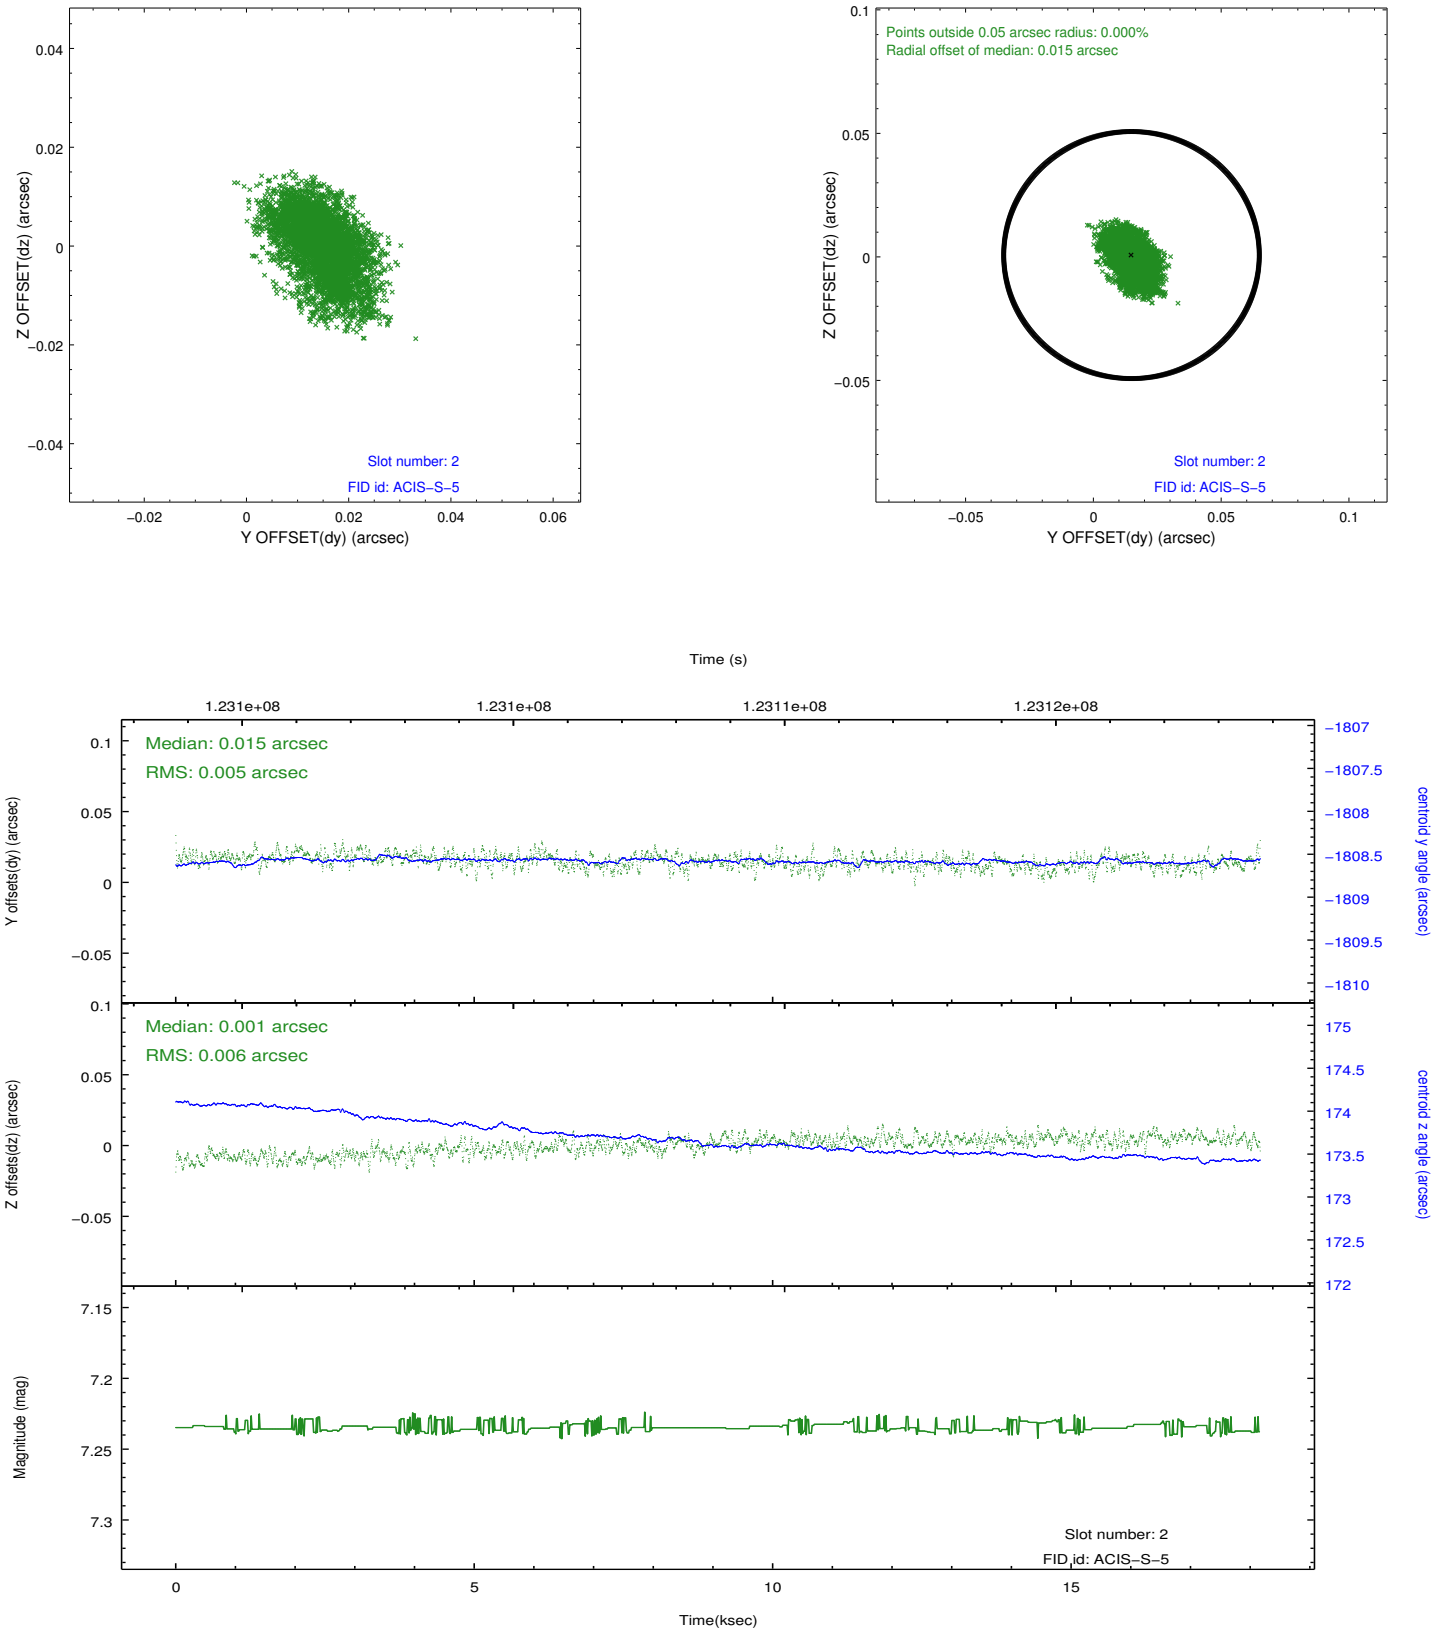 0.04
0.02
0
−0.02
−0.04
Z OFFSET(dz) (arcsec)
Slot number: 2
FID id: ACIS−S−5
−0.02
0
0.02
0.04
0.06
Y OFFSET(dy) (arcsec)
0.1
0.05
0
−0.05
Z OFFSET(dz) (arcsec)
Points outside 0.05 arcsec radius: 0.000%
Radial offset of median: 0.015 arcsec
Slot number: 2
FID id: ACIS−S−5
−0.05
0
0.05
0.1
Y OFFSET(dy) (arcsec)
Time (s)
1.231e+08
1.231e+08
1.2311e+08
1.2312e+08
0.1
0.05
0
−0.05
Y offsets(dy) (arcsec)
Median: 0.015 arcsec
RMS: 0.005 arcsec
−1807
−1807.5
−1808
−1808.5
−1809
−1809.5
−1810
centroid y angle (arcsec)
0.1
0.05
0
−0.05
Z offsets(dz) (arcsec)
Median: 0.001 arcsec
RMS: 0.006 arcsec
175
174.5
174
173.5
173
172.5
172
centroid z angle (arcsec)
7.15
7.2
7.25
7.3
Magnitude (mag)
Slot number: 2
FID id: ACIS−S−5
0
5
10
15
Time(ksec)